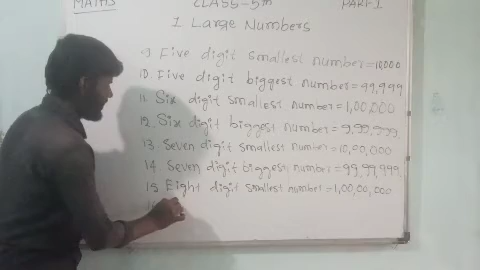 MATHS CLASS-5th PART-1
1 Large Numbers
9 Five digit smallest number=10,000
10 Five digit biggest number=99,999
11 Six digit smallest number=1,00,000
12 Six digit biggest number=9,99,999
13 Seven digit smallest number=10,00,000
14 Seven digit biggest number=99,99,999
15 Eight digit smallest number=1,00,00,000